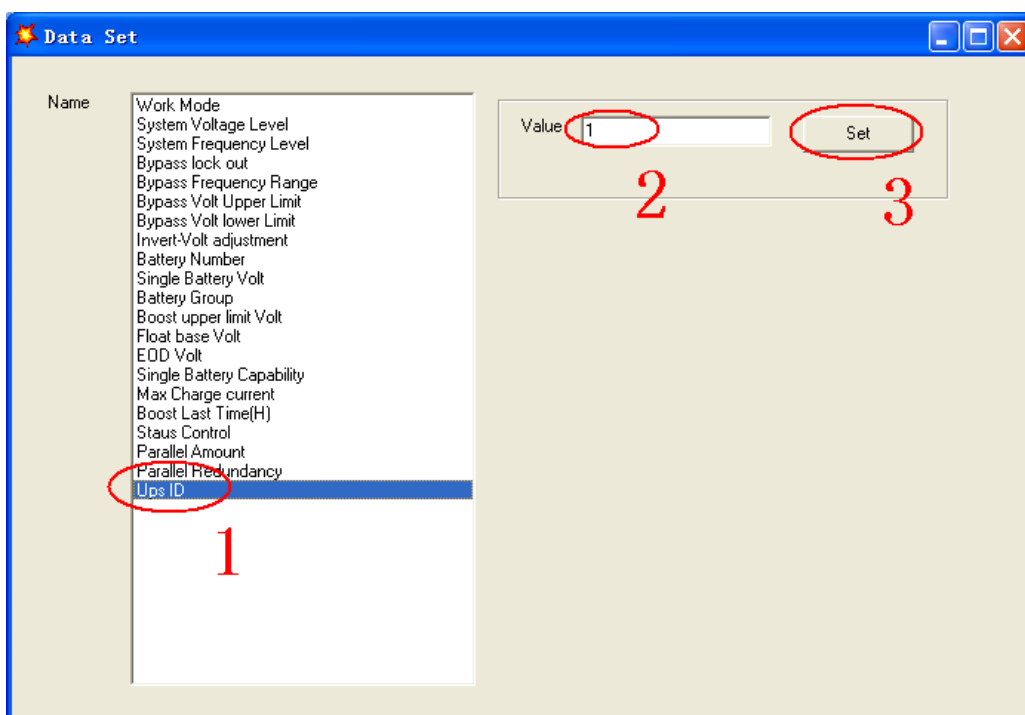 Data Set
Name
Work Mode
System Voltage Level
System Frequency Level
Bypass lock out
Bypass Frequency Range
Bypass Volt Upper Limit
Bypass Volt lower Limit
Invert-Volt adjustment
Battery Number
Single Battery Volt
Battery Group
Boost upper limit Volt
Float base Volt
EOD Volt
Single Battery Capability
Max Charge current
Boost Last Time(H)
Staus Control
Parallel Amount
Parallel Redundancy
Ups ID
1
Value 1
Set
2
3